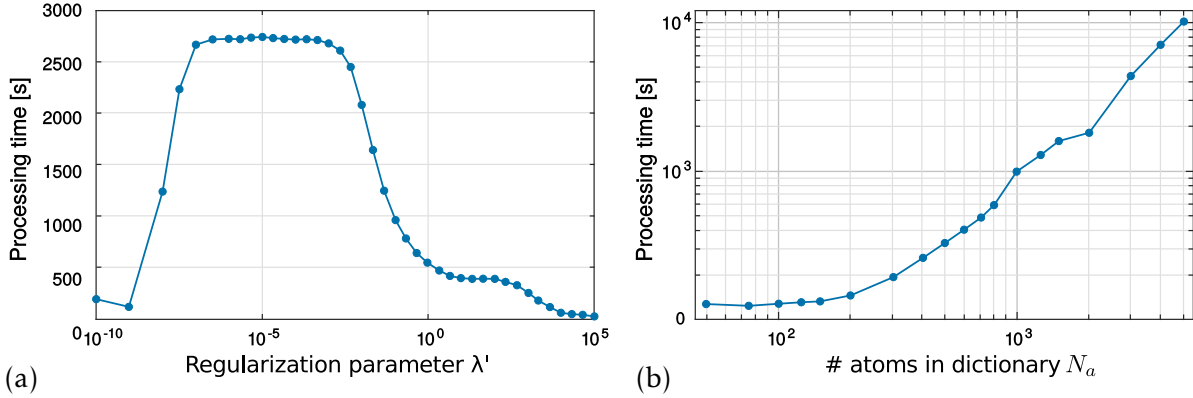 3000
2500
2000
1500
1000
500
0
Processing time [s]
10^-10
10^-5
10^0
10^5
Regularization parameter λ'
(a)
10^4
10^3
0
Processing time [s]
10^2
10^3
# atoms in dictionary N_a
(b)